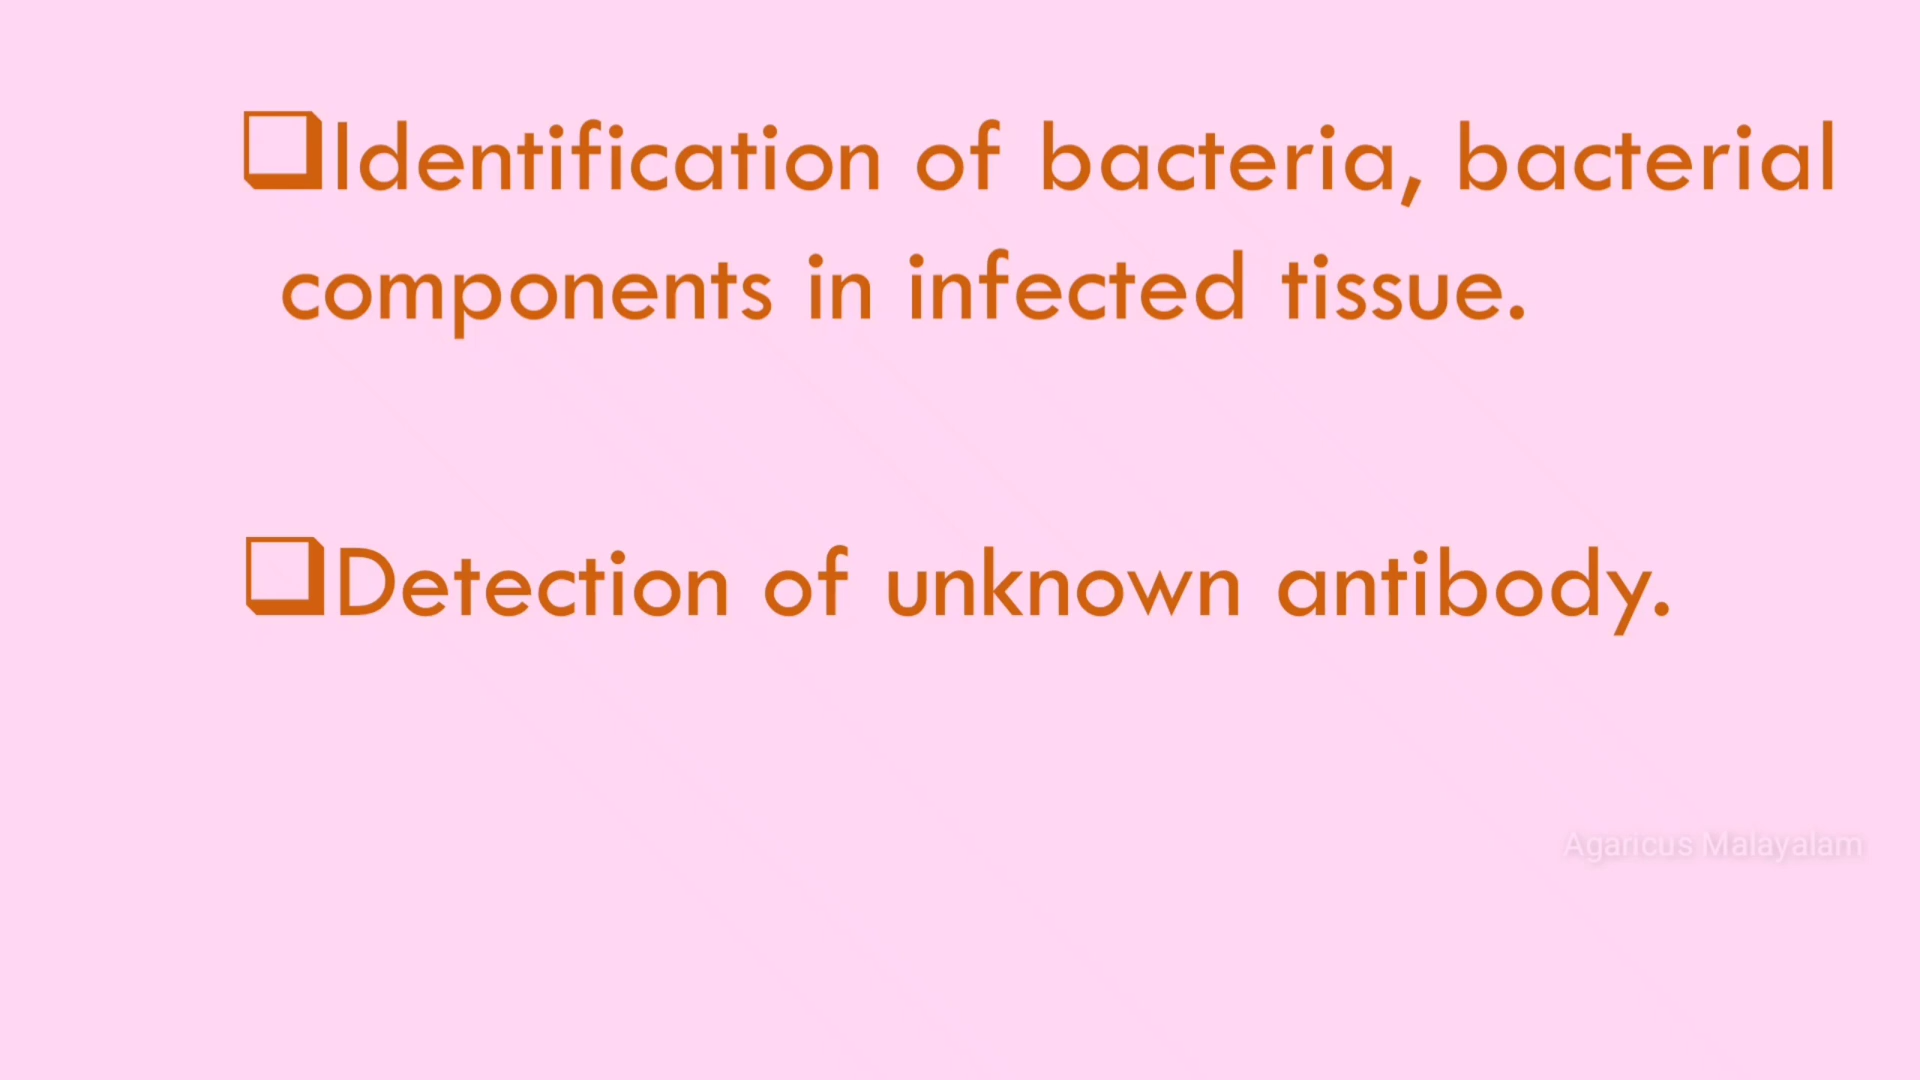 ❑Identification of bacteria, bacterial
components in infected tissue.
❑Detection of unknown antibody.
Agaricus Malayalam